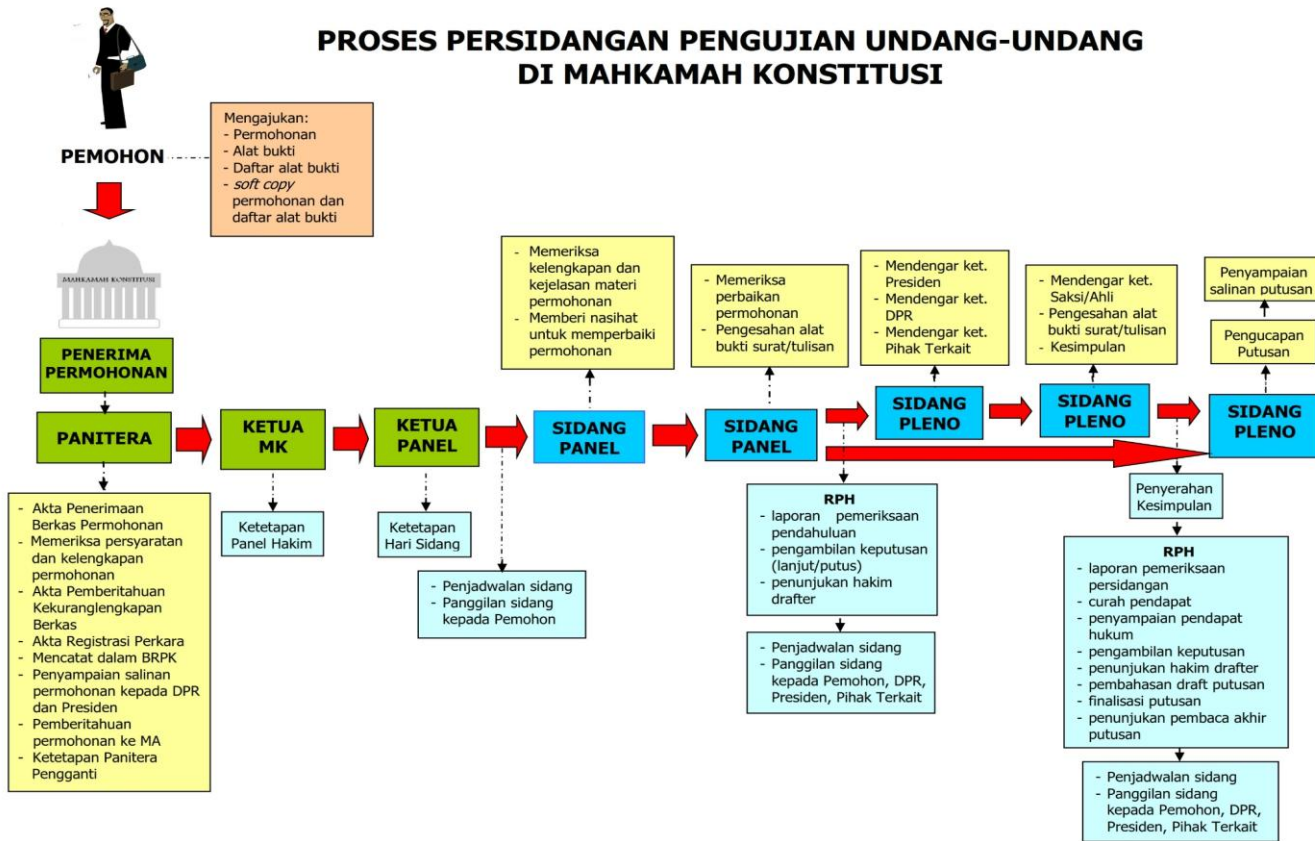 PROSES PERSIDANGAN PENGUJIAN UNDANG-UNDANG
DI MAHKAMAH KONSTITUSI
PEMOHON
Mengajukan:
- Permohonan
- Alat bukti
- Daftar alat bukti
- soft copy
permohonan dan
daftar alat bukti
MAHKAMAH KONSTITUSI
PENERIMA
PERMOHONAN
PANITERA
- Akta Penerimaan
Berkas Permohonan
- Memeriksa persyaratan
dan kelengkapan
permohonan
- Akta Pemberitahuan
Kekuranglengkapan
Berkas
- Akta Registrasi Perkara
- Mencatat dalam BRPK
- Penyampaian salinan
permohonan kepada DPR
dan Presiden
- Pemberitahuan
permohonan ke MA
- Ketetapan Panitera
Pengganti
KETUA
MK
Ketetapan
Panel Hakim
KETUA
PANEL
Ketetapan
Hari Sidang
- Penjadwalan sidang
- Panggilan sidang
kepada Pemohon
- Memeriksa
kelengkapan dan
kejelasan materi
permohonan
- Memberi nasihat
untuk memperbaiki
permohonan
SIDANG
PANEL
- Memeriksa
perbaikan
permohonan
- Pengesahan alat
bukti surat/tulisan
SIDANG
PANEL
RPH
- laporan pemeriksaan
pendahuluan
- pengambilan keputusan
(lanjut/putus)
- penunjukan hakim
drafter
- Penjadwalan sidang
- Panggilan sidang
kepada Pemohon, DPR,
Presiden, Pihak Terkait
- Mendengar ket.
Presiden
- Mendengar ket.
DPR
- Mendengar ket.
Pihak Terkait
SIDANG
PLENO
- Mendengar ket.
Saksi/Ahli
- Pengesahan alat
bukti surat/tulisan
- Kesimpulan
SIDANG
PLENO
Penyerahan
Kesimpulan
RPH
- laporan pemeriksaan
persidangan
- curah pendapat
- penyampaian pendapat
hukum
- pengambilan keputusan
- penunjukan hakim drafter
- pembahasan draft putusan
- finalisasi putusan
- penunjukan pembaca akhir
putusan
- Penjadwalan sidang
- Panggilan sidang
kepada Pemohon, DPR,
Presiden, Pihak Terkait
Penyampaian
salinan putusan
Pengucapan
Putusan
SIDANG
PLENO